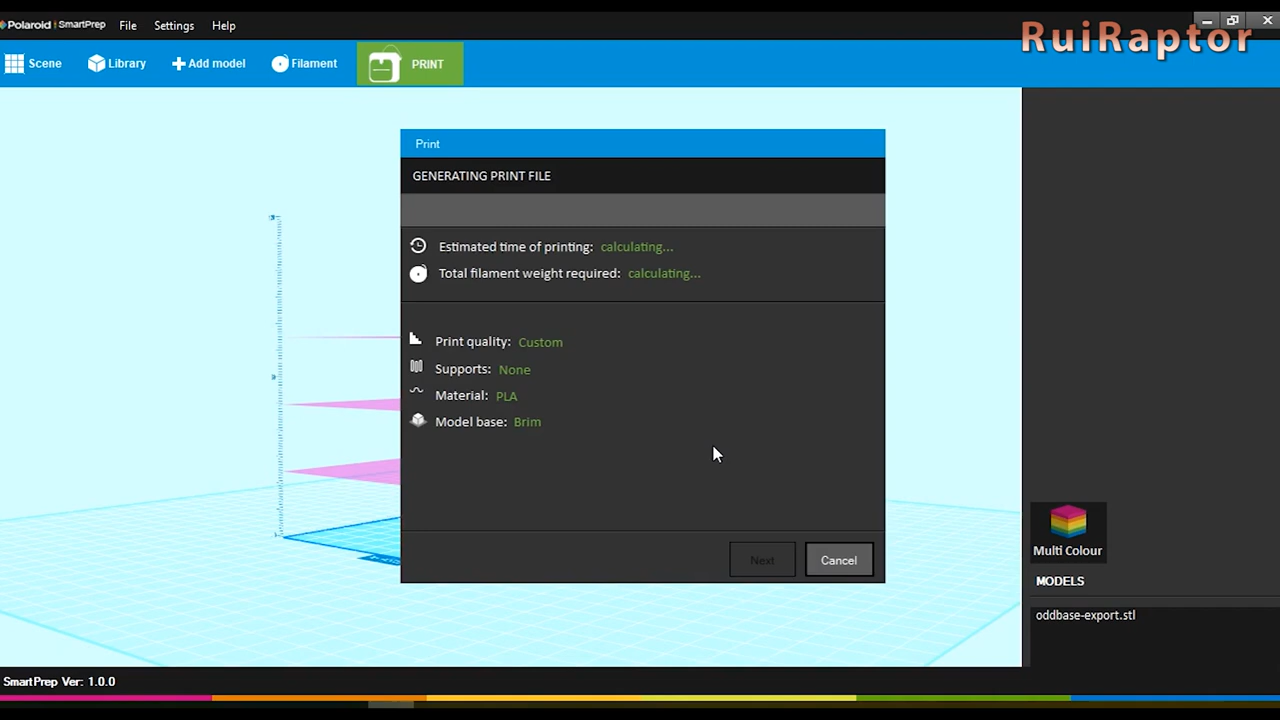 Polaroid SmartPrep File Settings Help
RuiRaptor
Scene Library Add model Filament PRINT
Print
GENERATING PRINT FILE
Estimated time of printing: calculating...
Total filament weight required: calculating...
Print quality: Custom
Supports: None
Material: PLA
Model base: Brim
Next Cancel
Multi Colour
MODELS
oddbase-export.stl
SmartPrep Ver: 1.0.0